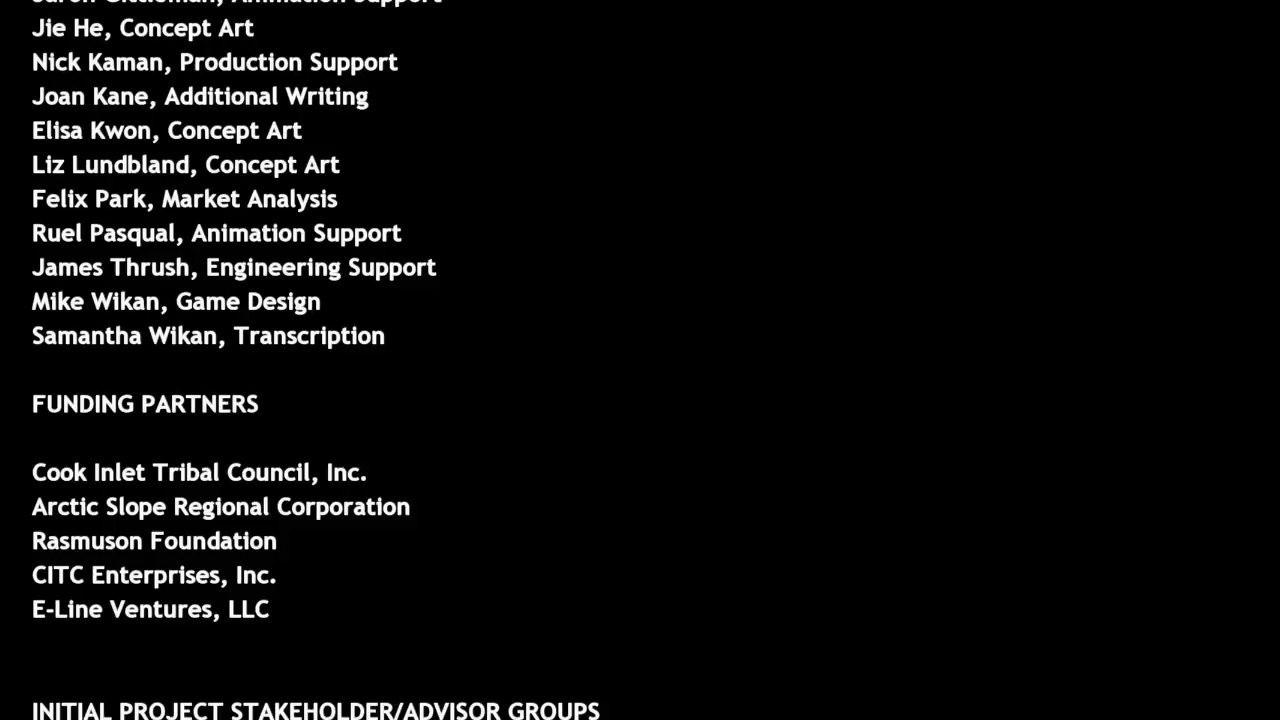 Animation Support
Jie He, Concept Art
Nick Kaman, Production Support
Joan Kane, Additional Writing
Elisa Kwon, Concept Art
Liz Lundbland, Concept Art
Felix Park, Market Analysis
Ruel Pasqual, Animation Support
James Thrush, Engineering Support
Mike Wikan, Game Design
Samantha Wikan, Transcription
FUNDING PARTNERS
Cook Inlet Tribal Council, Inc.
Arctic Slope Regional Corporation
Rasmuson Foundation
CITC Enterprises, Inc.
E-Line Ventures, LLC
INITIAL PROJECT STAKEHOLDER/ADVISOR GROUPS